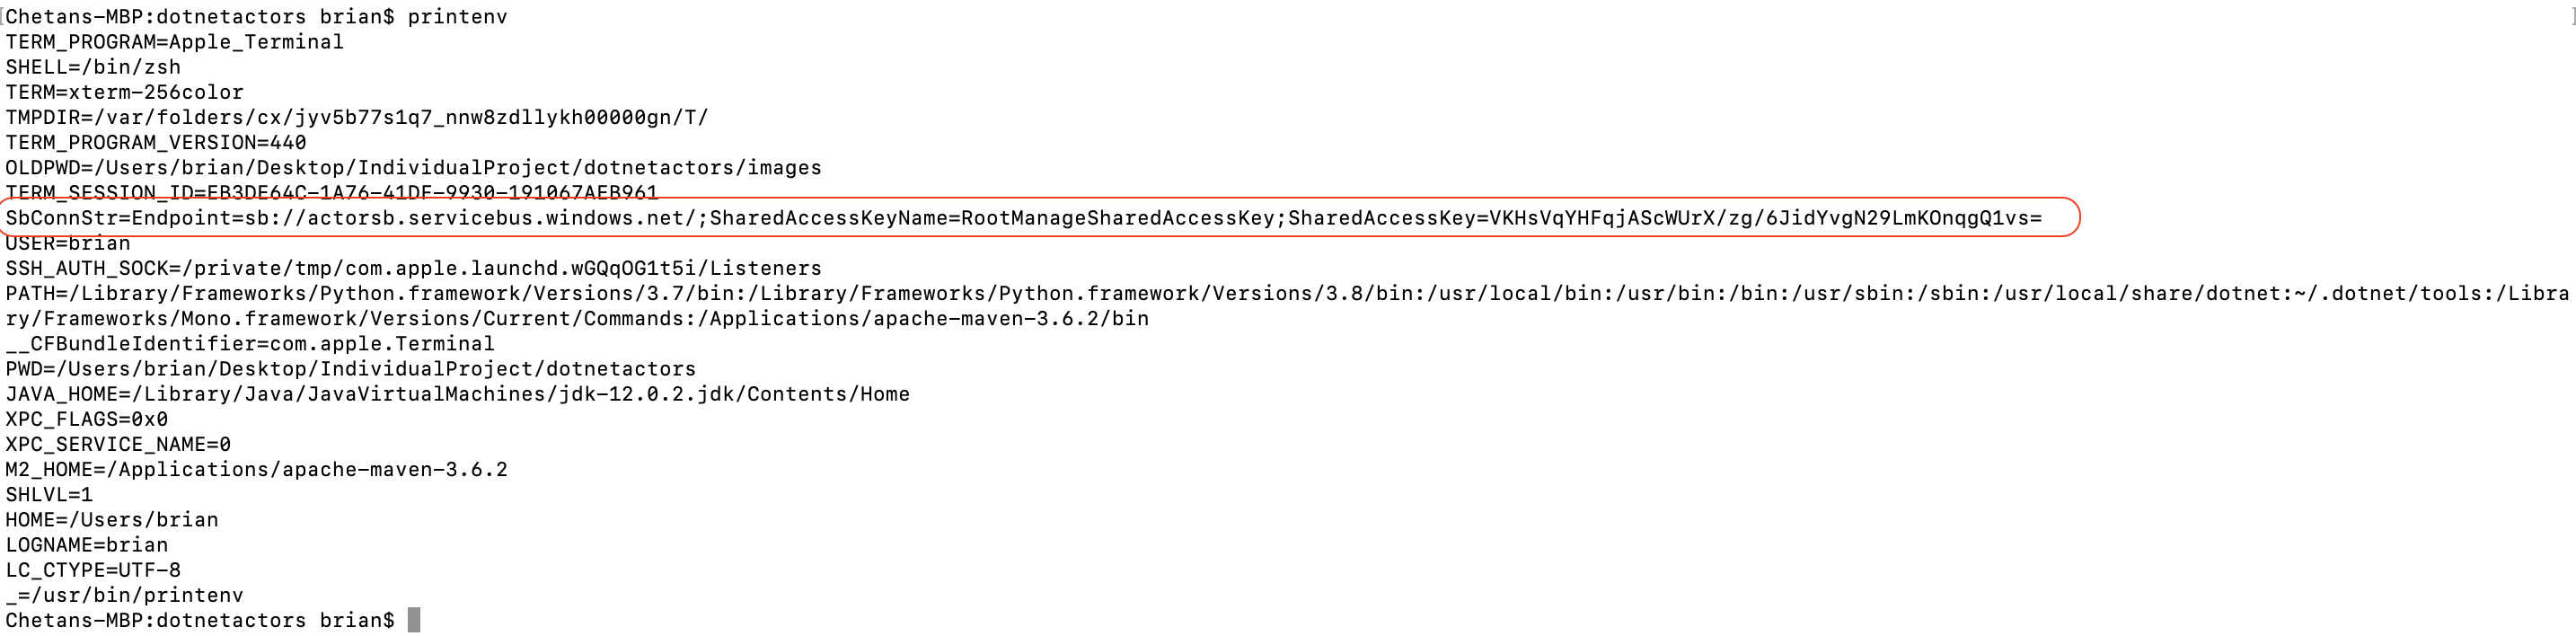 [Chetans-MBP:dotnetactors brian$ printenv ]
TERM_PROGRAM=Apple_Terminal
SHELL=/bin/zsh
TERM=xterm-256color
TMPDIR=/var/folders/cx/jyv5b77s1q7_nnw8zdllykh00000gn/T/
TERM_PROGRAM_VERSION=440
OLDPWD=/Users/brian/Desktop/IndividualProject/dotnetactors/images
TERM_SESSION_ID=EB3DE64C-1A76-41DF-9930-191067AEB961
SbConnStr=Endpoint=sb://actorsb.servicebus.windows.net/;SharedAccessKeyName=RootManageSharedAccessKey;SharedAccessKey=VKHsVqYHFqjAScWUrX/zg/6JidYvgN29LmKOnqgQ1vs=
USER=brian
SSH_AUTH_SOCK=/private/tmp/com.apple.launchd.wGQqOG1t5i/Listeners
PATH=/Library/Frameworks/Python.framework/Versions/3.7/bin:/Library/Frameworks/Python.framework/Versions/3.8/bin:/usr/local/bin:/usr/bin:/bin:/usr/sbin:/sbin:/usr/local/share/dotnet:~/.dotnet/tools:/Libra
ry/Frameworks/Mono.framework/Versions/Current/Commands:/Applications/apache-maven-3.6.2/bin
__CFBundleIdentifier=com.apple.Terminal
PWD=/Users/brian/Desktop/IndividualProject/dotnetactors
JAVA_HOME=/Library/Java/JavaVirtualMachines/jdk-12.0.2.jdk/Contents/Home
XPC_FLAGS=0x0
XPC_SERVICE_NAME=0
M2_HOME=/Applications/apache-maven-3.6.2
SHLVL=1
HOME=/Users/brian
LOGNAME=brian
LC_CTYPE=UTF-8
_=/usr/bin/printenv
Chetans-MBP:dotnetactors brian$